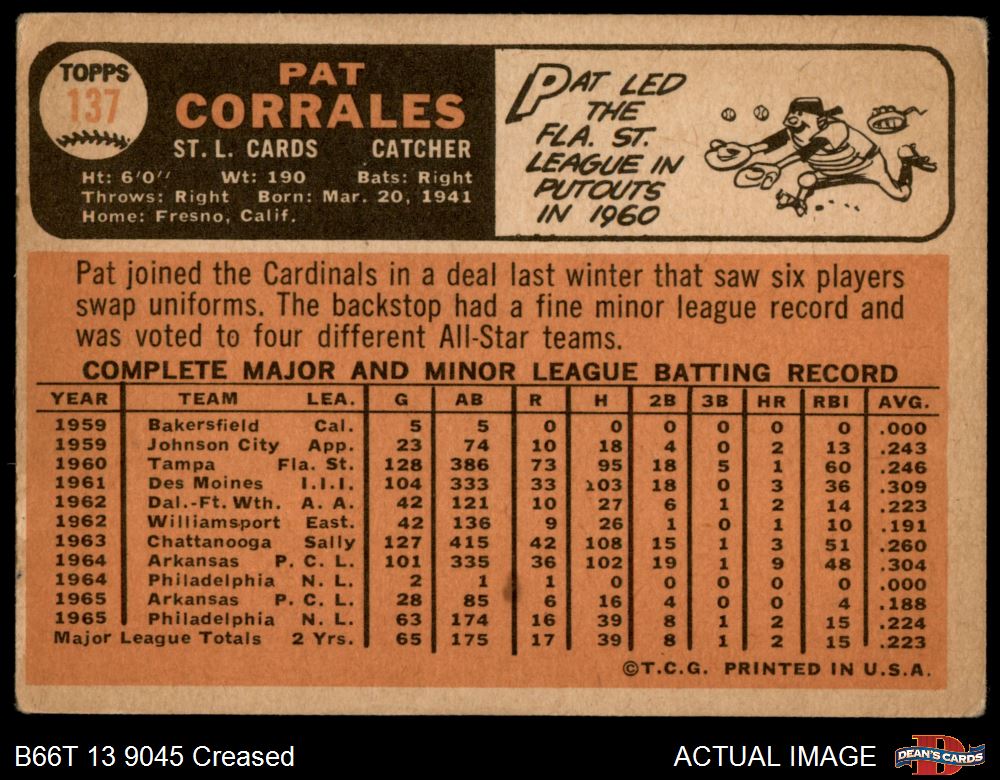 TOPPS
137
PAT
CORRALES
ST. L. CARDS CATCHER
Ht: 6'0" Wt: 190 Bats: Right
Throws: Right Born: Mar. 20, 1941
Home: Fresno, Calif.
PAT LED
THE
FLA. ST.
LEAGUE IN
PUTOUTS
IN 1960
Pat joined the Cardinals in a deal last winter that saw six players
swap uniforms. The backstop had a fine minor league record and
was voted to four different All-Star teams.
COMPLETE MAJOR AND MINOR LEAGUE BATTING RECORD
YEAR TEAM LEA. G AB R H 2B 3B HR RBI AVG.
1959 Bakersfield Cal. 5 5 0 0 0 0 0 0 .000
1959 Johnson City App. 23 74 10 18 4 0 2 13 .243
1960 Tampa Fla. St. 128 386 73 95 18 5 1 60 .246
1961 Des Moines I.I.I. 104 333 33 103 18 0 3 36 .309
1962 Dal.-Ft. Wth. A. A. 42 121 10 27 6 1 2 14 .223
1962 Williamsport East. 42 136 9 26 1 0 1 10 .191
1963 Chattanooga Sally 127 415 42 108 15 1 3 51 .260
1964 Arkansas P. C. L. 101 335 36 102 19 1 9 48 .304
1964 Philadelphia N. L. 2 1 1 0 0 0 0 0 .000
1965 Arkansas P. C. L. 28 85 6 16 4 0 0 4 .188
1965 Philadelphia N. L. 63 174 16 39 8 1 2 15 .224
Major League Totals 2 Yrs. 65 175 17 39 8 1 2 15 .223
©T.C.G. PRINTED IN U.S.A.
B66T 13 9045 Creased
ACTUAL IMAGE
DEAN'S CARDS